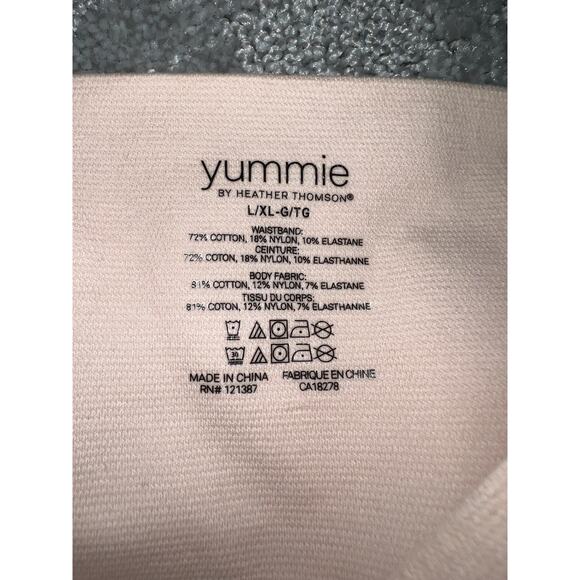 yummie
BY HEATHER THOMSON®
L/XL-G/TG
WAISTBAND:
72% COTTON, 18% NYLON, 10% ELASTANE
CEINTURE:
72% COTON, 18% NYLON, 10% ELASTHANNE
BODY FABRIC:
81% COTTON, 12% NYLON, 7% ELASTANE
TISSU DU CORPS:
81% COTON, 12% NYLON, 7% ELASTHANNE
30
MADE IN CHINA FABRIQUE EN CHINE
RN# 121387 CA18278